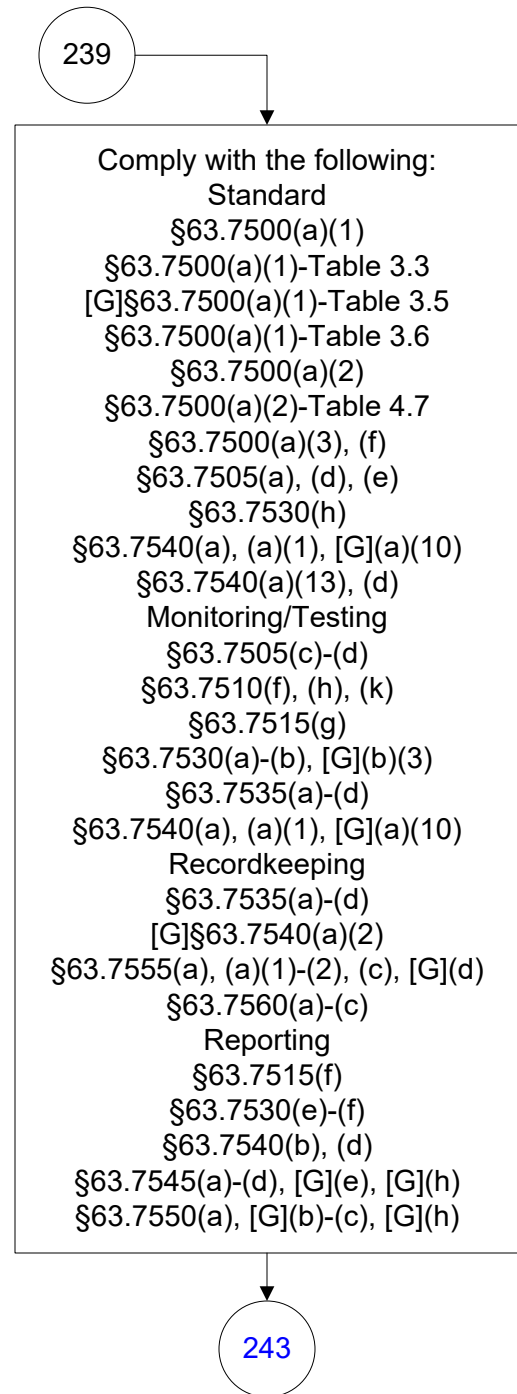 239
Comply with the following:
Standard
§63.7500(a)(1)
§63.7500(a)(1)-Table 3.3
[G]§63.7500(a)(1)-Table 3.5
§63.7500(a)(1)-Table 3.6
§63.7500(a)(2)
§63.7500(a)(2)-Table 4.7
§63.7500(a)(3), (f)
§63.7505(a), (d), (e)
§63.7530(h)
§63.7540(a), (a)(1), [G](a)(10)
§63.7540(a)(13), (d)
Monitoring/Testing
§63.7505(c)-(d)
§63.7510(f), (h), (k)
§63.7515(g)
§63.7530(a)-(b), [G](b)(3)
§63.7535(a)-(d)
§63.7540(a), (a)(1), [G](a)(10)
Recordkeeping
§63.7535(a)-(d)
[G]§63.7540(a)(2)
§63.7555(a), (a)(1)-(2), (c), [G](d)
§63.7560(a)-(c)
Reporting
§63.7515(f)
§63.7530(e)-(f)
§63.7540(b), (d)
§63.7545(a)-(d), [G](e), [G](h)
§63.7550(a), [G](b)-(c), [G](h)
243